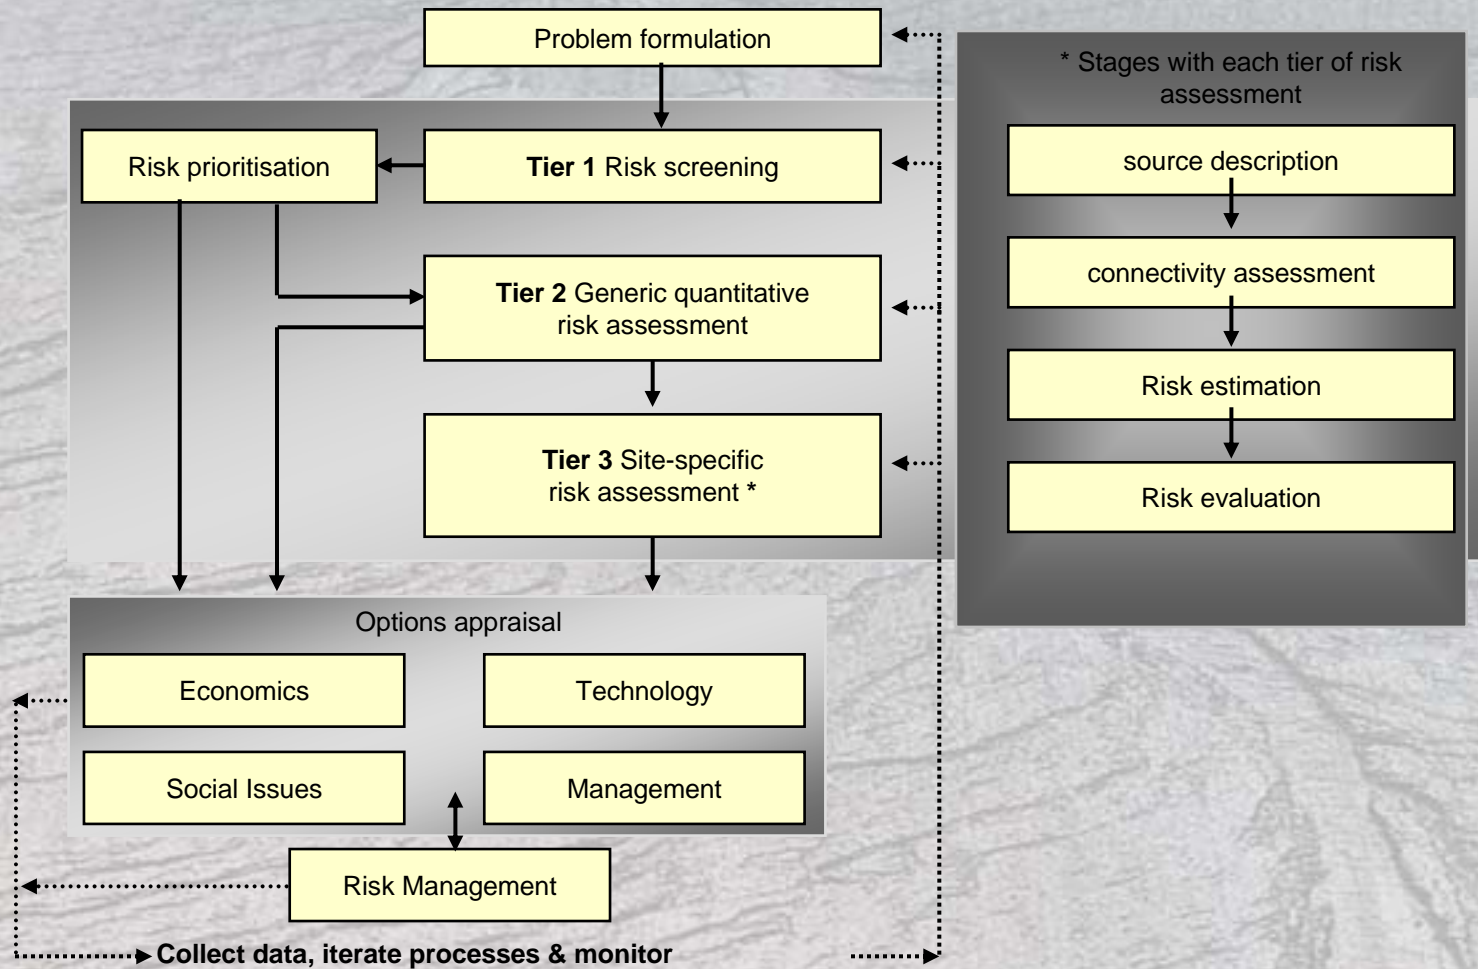 Problem formulation
Risk prioritisation
Tier 1 Risk screening
Tier 2 Generic quantitative
risk assessment
Tier 3 Site-specific
risk assessment *
Options appraisal
Economics
Technology
Social Issues
Management
Risk Management
Collect data, iterate processes & monitor
* Stages with each tier of risk
assessment
source description
connectivity assessment
Risk estimation
Risk evaluation